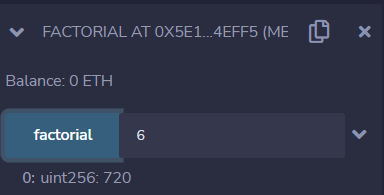 FACTORIAL AT 0X5E1...4EFF5 (ME
Balance: 0 ETH
factorial 6
0: uint256: 720